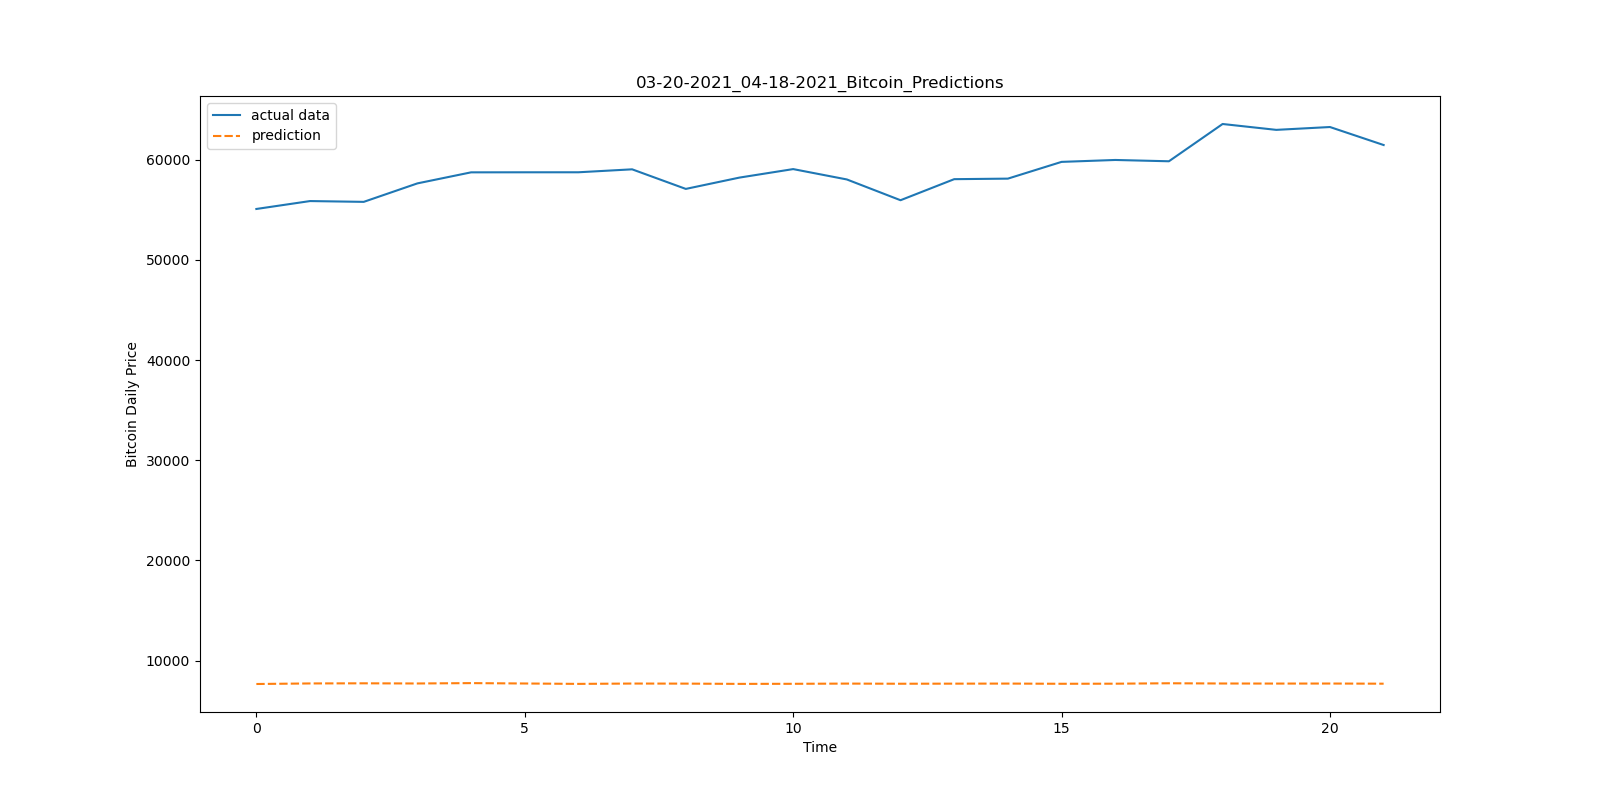 03-20-2021_04-18-2021_Bitcoin_Predictions
actual data
prediction
60000
50000
40000
30000
20000
10000
Bitcoin Daily Price
0 5 10 15 20
Time